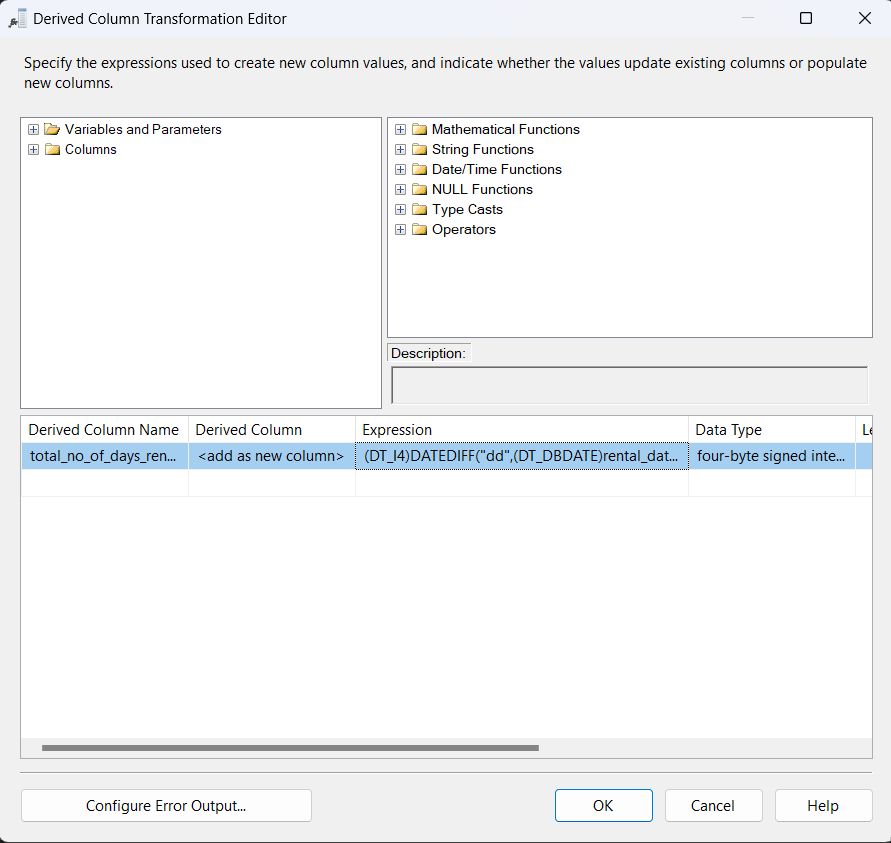 Derived Column Transformation Editor
Specify the expressions used to create new column values, and indicate whether the values update existing columns or populate
new columns.
Variables and Parameters
Columns
Mathematical Functions
String Functions
Date/Time Functions
NULL Functions
Type Casts
Operators
Description:
Derived Column Name Derived Column Expression Data Type Le
total_no_of_days_ren... <add as new column> (DT_I4)DATEDIFF("dd",(DT_DBDATE)rental_dat... four-byte signed inte...
Configure Error Output... OK Cancel Help